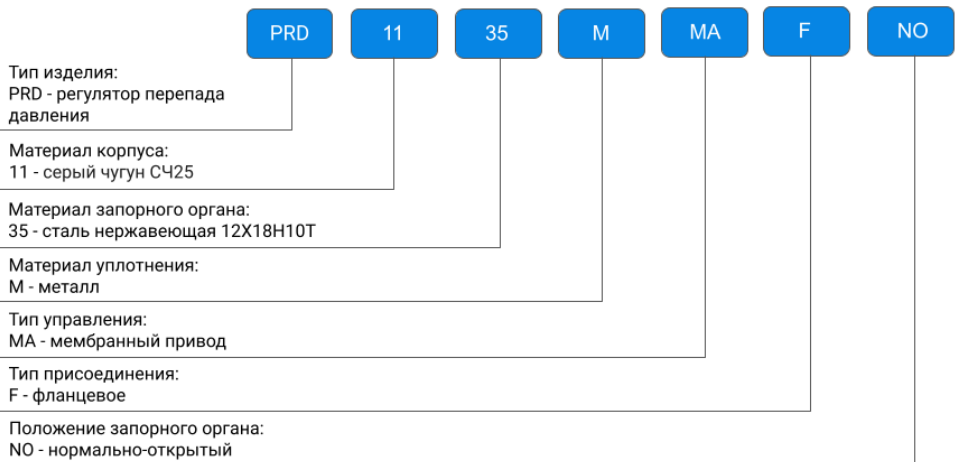 PRD 11 35 M MA F NO
Тип изделия:
PRD - регулятор перепада
давления
Материал корпуса:
11 - серый чугун СЧ25
Материал запорного органа:
35 - сталь нержавеющая 12Х18Н10Т
Материал уплотнения:
М - металл
Тип управления:
МА - мембранный привод
Тип присоединения:
F - фланцевое
Положение запорного органа:
NO - нормально-открытый